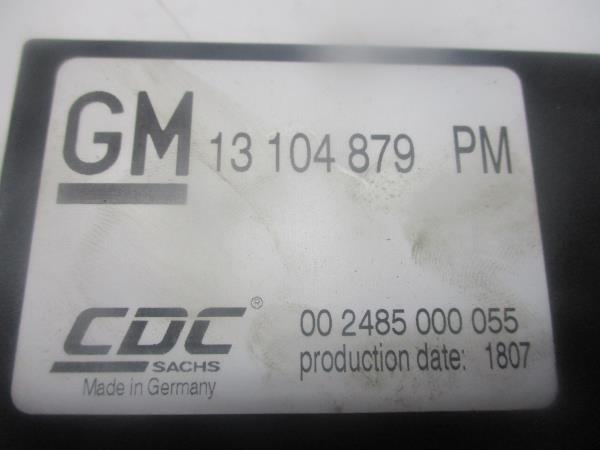 GM 13 104 879 PM
CDC® 00 2485 000 055
SACHS production date: 1807
Made in Germany